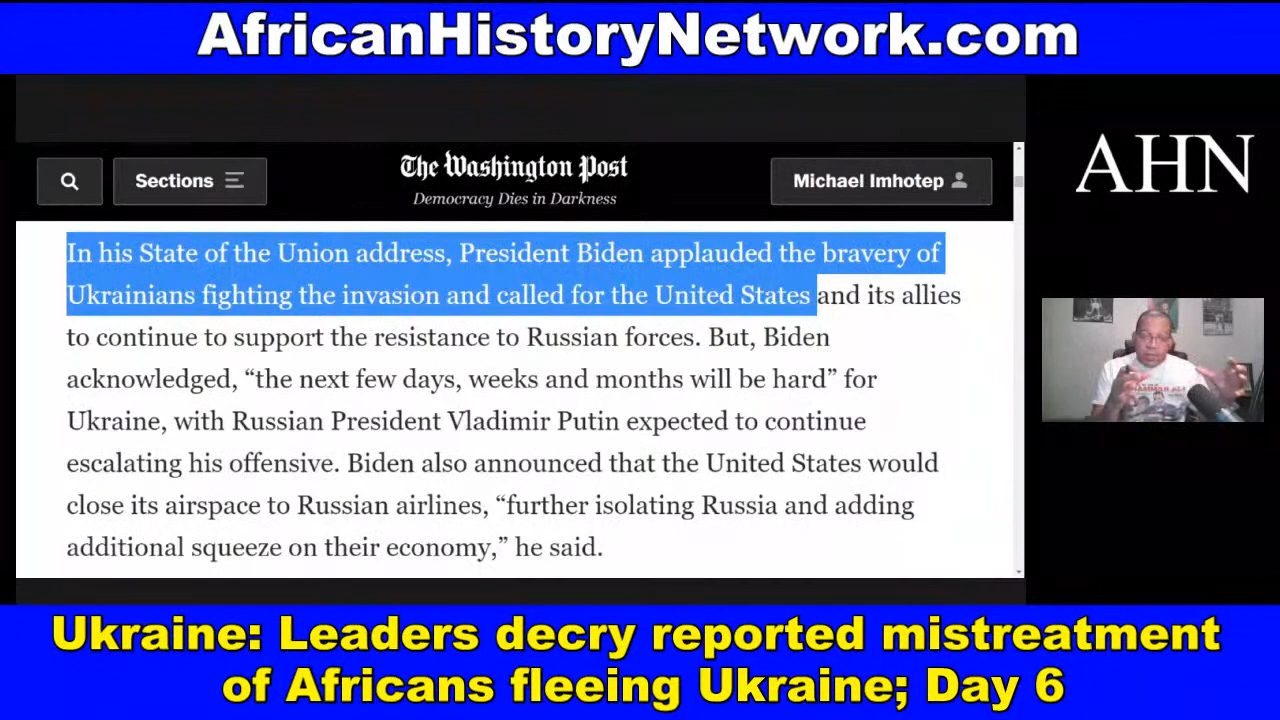 AfricanHistoryNetwork.com
Sections
The Washington Post
Democracy Dies in Darkness
Michael Imhotep
AHN
In his State of the Union address, President Biden applauded the bravery of
Ukrainians fighting the invasion and called for the United States and its allies
to continue to support the resistance to Russian forces. But, Biden
acknowledged, “the next few days, weeks and months will be hard” for
Ukraine, with Russian President Vladimir Putin expected to continue
escalating his offensive. Biden also announced that the United States would
close its airspace to Russian airlines, “further isolating Russia and adding
additional squeeze on their economy,” he said.
Ukraine: Leaders decry reported mistreatment
of Africans fleeing Ukraine; Day 6